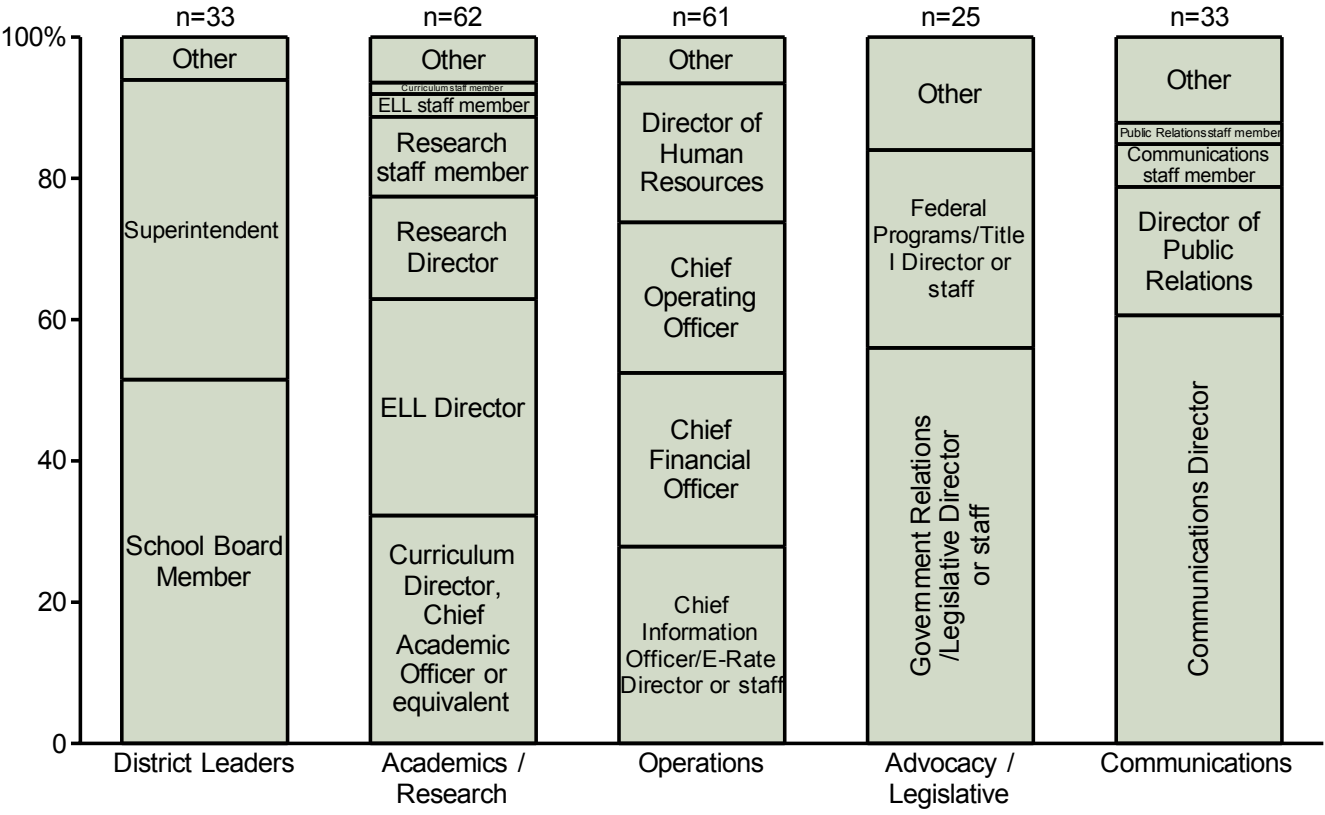 n=33
n=62
n=61
n=25
n=33
100%
80
60
40
20
0
Other
Superintendent
School Board
Member
District Leaders
Other
Curriculum staff member
ELL staff member
Research
staff member
Research
Director
ELL Director
Curriculum
Director,
Chief
Academic
Officer or
equivalent
Academics /
Research
Other
Director of
Human
Resources
Chief
Operating
Officer
Chief
Financial
Officer
Chief
Information
Officer/E-Rate
Director or staff
Operations
Other
Federal
Programs/Title
I Director or
staff
Government Relations
/Legislative Director
or staff
Advocacy /
Legislative
Other
Public Relations staff member
Communications
staff member
Director of
Public
Relations
Communications Director
Communications